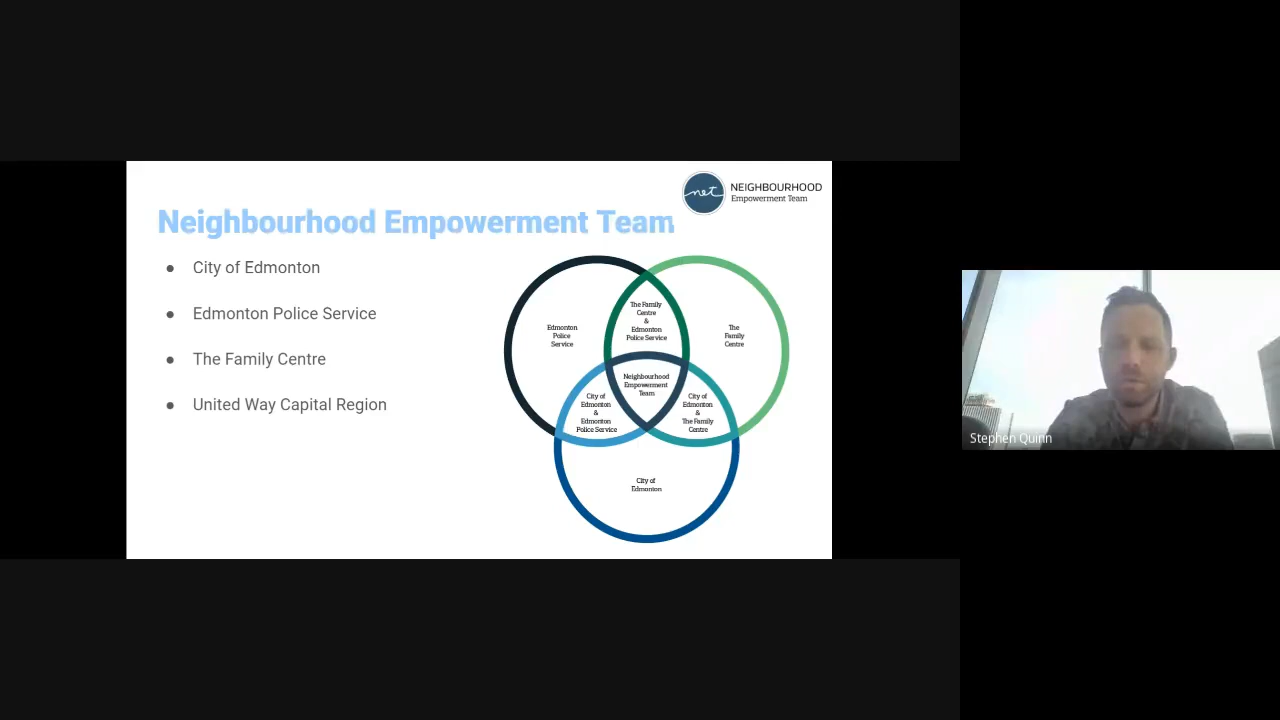 net
NEIGHBOURHOOD
Empowerment Team
Neighbourhood Empowerment Team
● City of Edmonton
● Edmonton Police Service
● The Family Centre
● United Way Capital Region
Edmonton
Police
Service
The Family
Centre
&
Edmonton
Police Service
The
Family
Centre
Neighbourhood
Empowerment
Team
City of
Edmonton
&
Edmonton
Police Service
City of
Edmonton
&
The Family
Centre
City of
Edmonton
Stephen Quinn